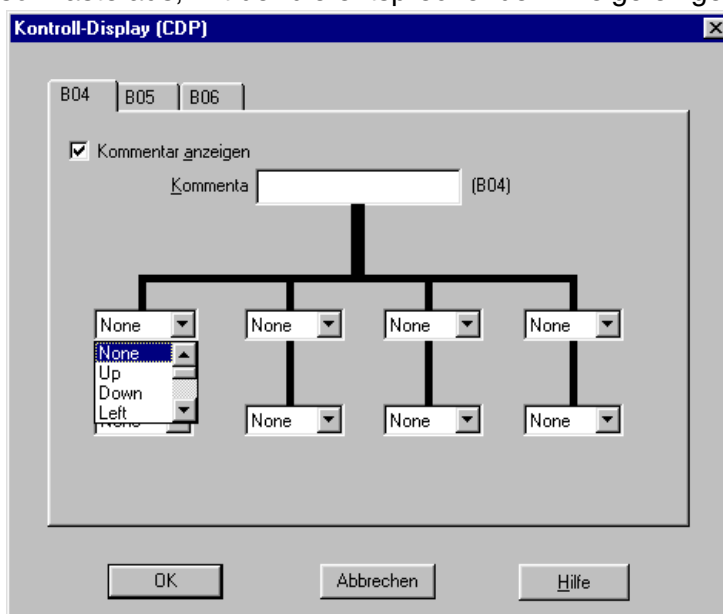 Kontroll-Display (CDP)
B04 B05 B06
Kommentar anzeigen
Kommenta (B04)
None None None None
None
Up
Down
Left
None None None
OK Abbrechen Hilfe